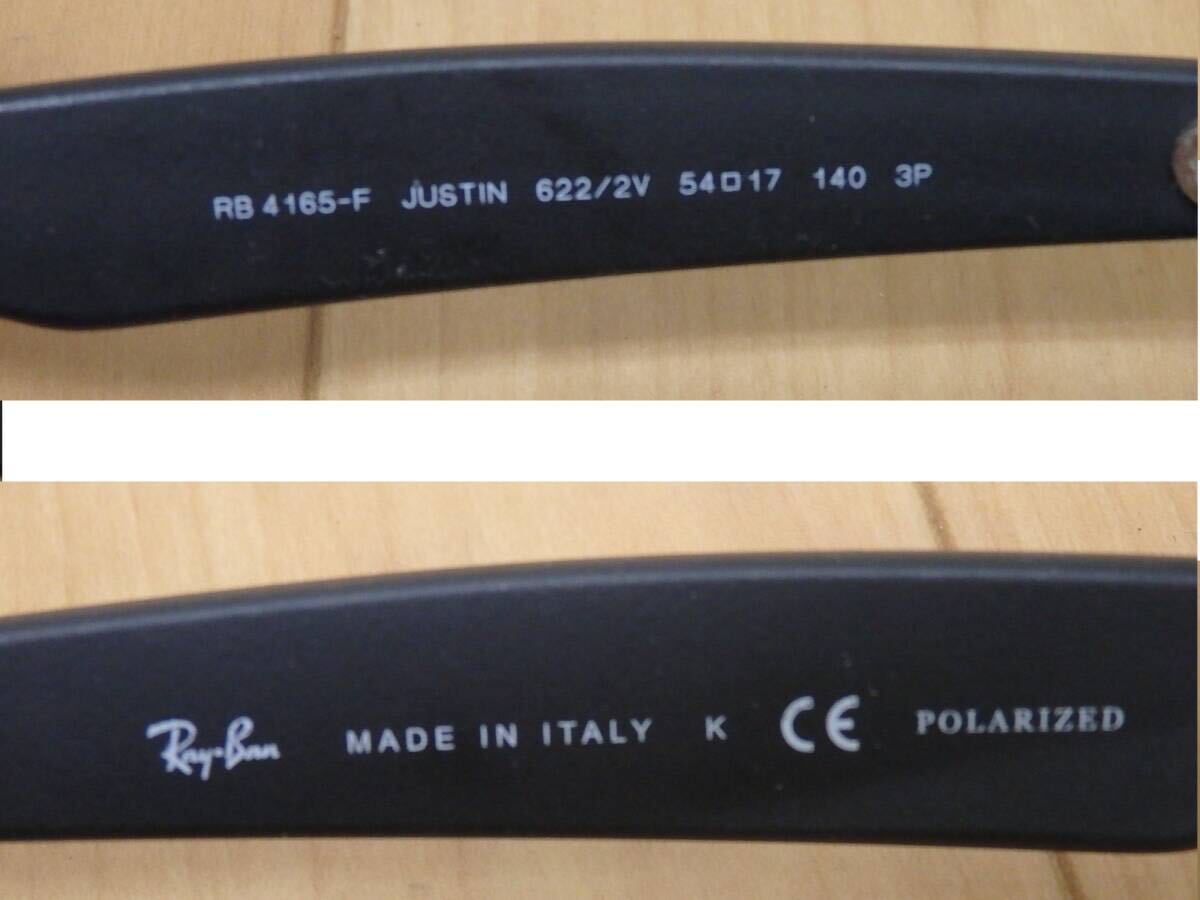 RB 4165-F JUSTIN 622/2V 54□17 140 3P
Ray-Ban MADE IN ITALY K CE POLARIZED